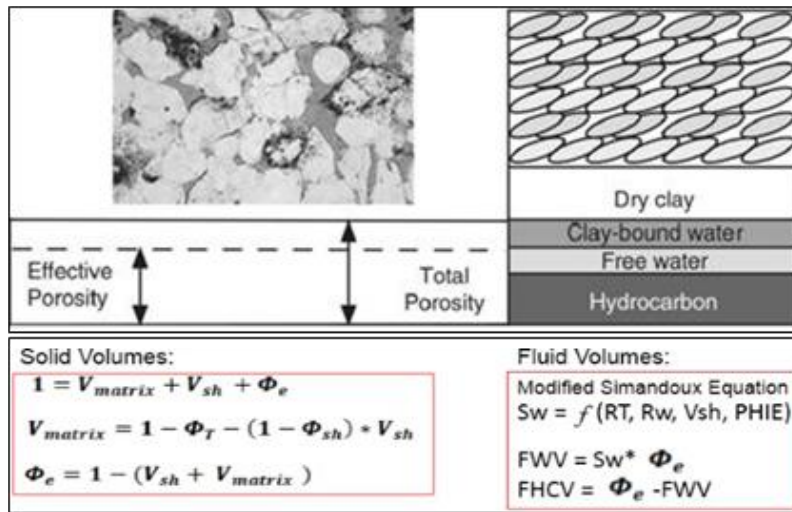 Dry clay
Clay-bound water
Free water
Hydrocarbon
Effective
Porosity
Total
Porosity
Solid Volumes:
1 = V_matrix + V_sh + Φ_e
V_matrix = 1 − Φ_T − (1 − Φ_sh) * V_sh
Φ_e = 1 − (V_sh + V_matrix )
Fluid Volumes:
Modified Simandoux Equation
Sw = f (RT, Rw, Vsh, PHIE)
FWV = Sw* Φ_e
FHCV = Φ_e -FWV